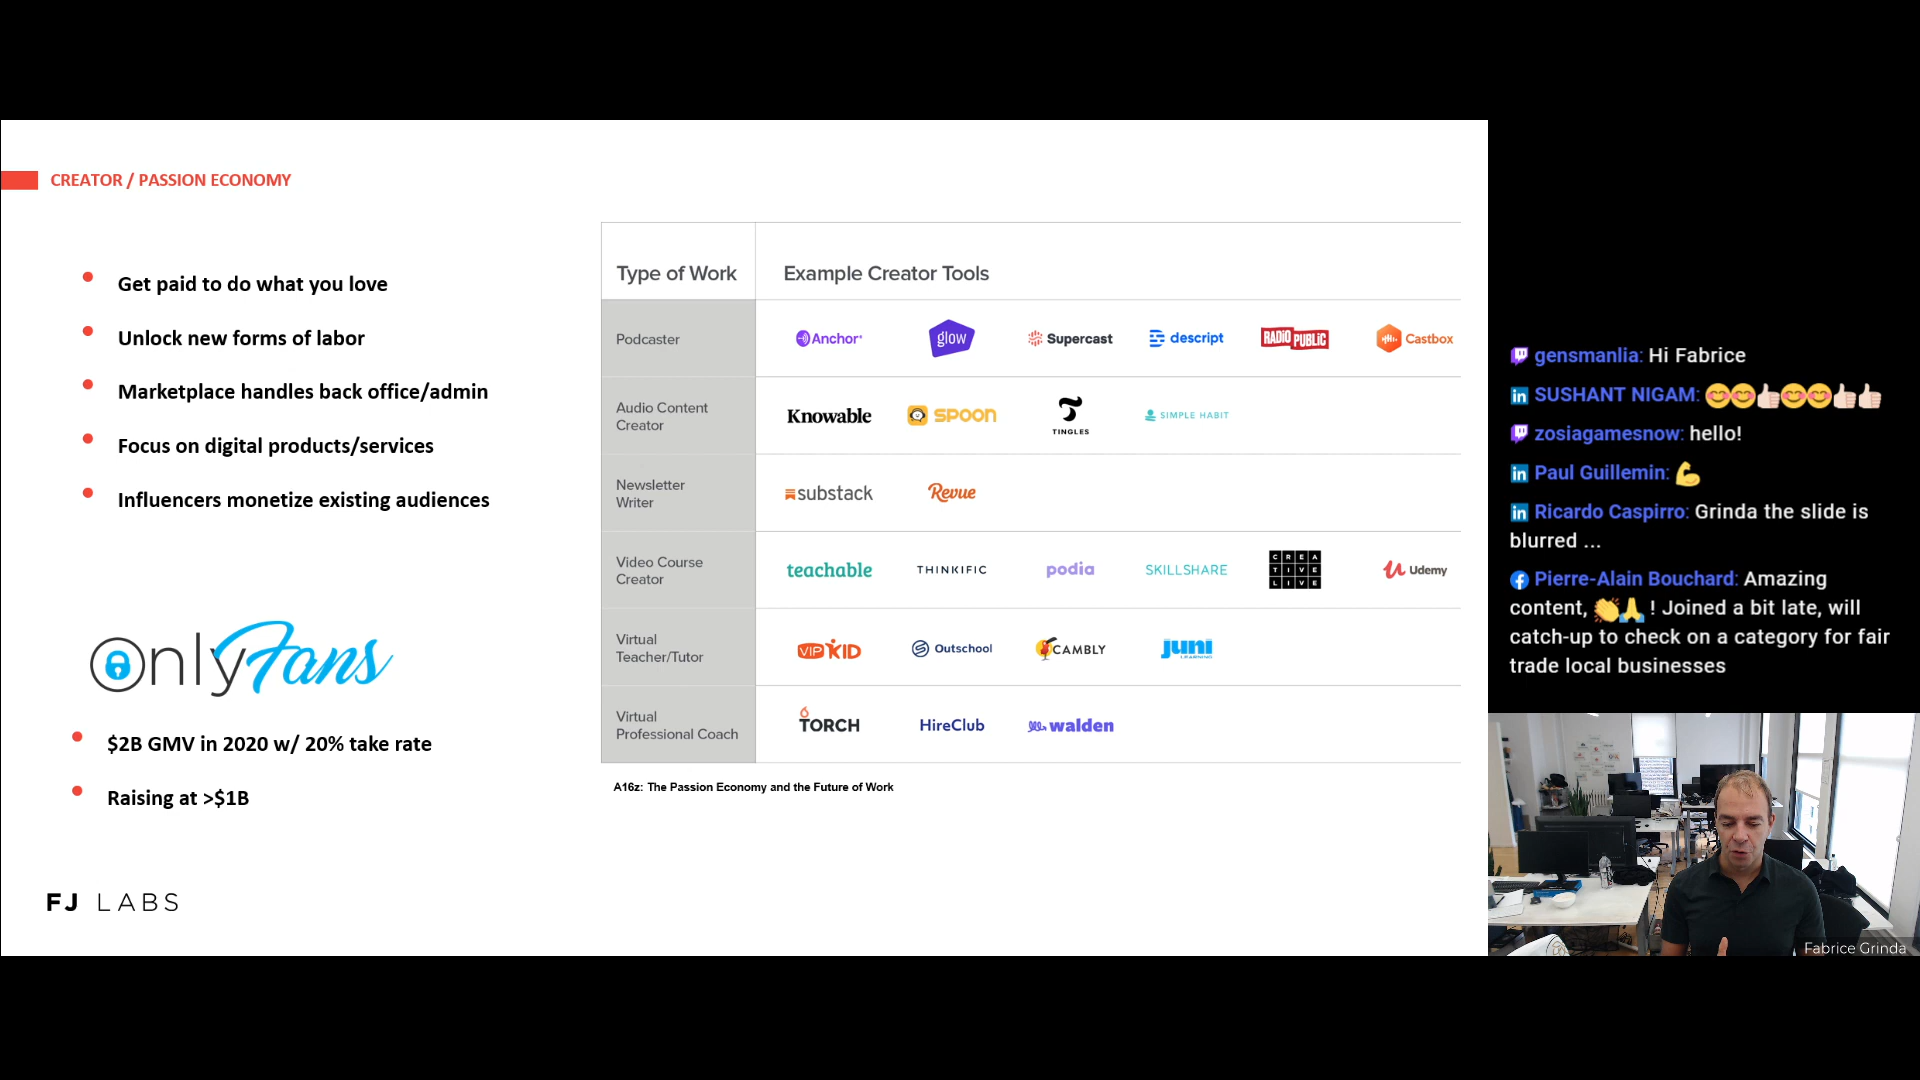 CREATOR / PASSION ECONOMY
Get paid to do what you love
Unlock new forms of labor
Marketplace handles back office/admin
Focus on digital products/services
Influencers monetize existing audiences
OnlyFans
$2B GMV in 2020 w/ 20% take rate
Raising at >$1B
FJ LABS
Type of Work
Example Creator Tools
Podcaster
Anchor
glow
Supercast
descript
RADIO PUBLIC
Castbox
Audio Content
Creator
Knowable
SPOON
TINGLES
SIMPLE HABIT
Newsletter
Writer
substack
Revue
Video Course
Creator
teachable
THINKIFIC
podia
SKILLSHARE
CREA
TIVE
LIVE
Udemy
Virtual
Teacher/Tutor
VIPKID
Outschool
CAMBLY
juni
LEARNING
Virtual
Professional Coach
TORCH
HireClub
walden
A16z: The Passion Economy and the Future of Work
gensmanlia: Hi Fabrice
SUSHANT NIGAM: 😊😊👍🏻😊😊👍🏻👍🏻
zosiagamesnow: hello!
Paul Guillemin: 💪
Ricardo Caspirro: Grinda the slide is
blurred ...
Pierre-Alain Bouchard: Amazing
content, 👏🙏 ! Joined a bit late, will
catch-up to check on a category for fair
trade local businesses
Fabrice Grinda